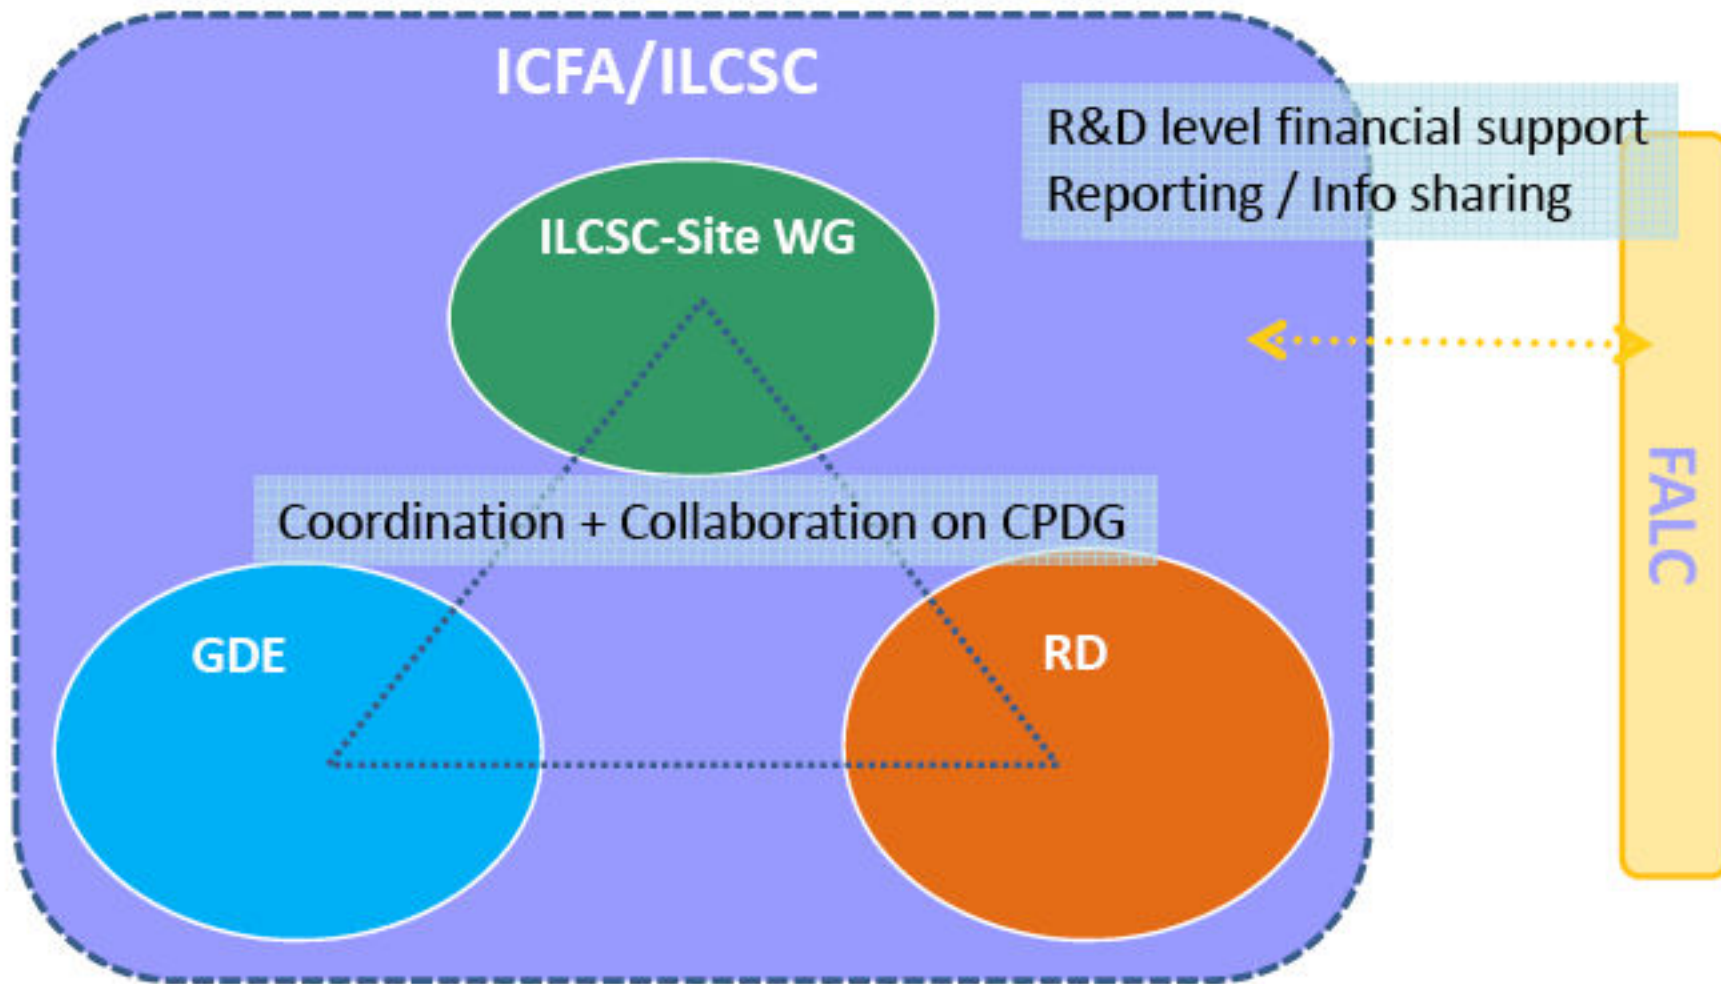 ICFA/ILCSC
R&D level financial support
Reporting / Info sharing
ILCSC-Site WG
Coordination + Collaboration on CPDG
GDE
RD
FALC